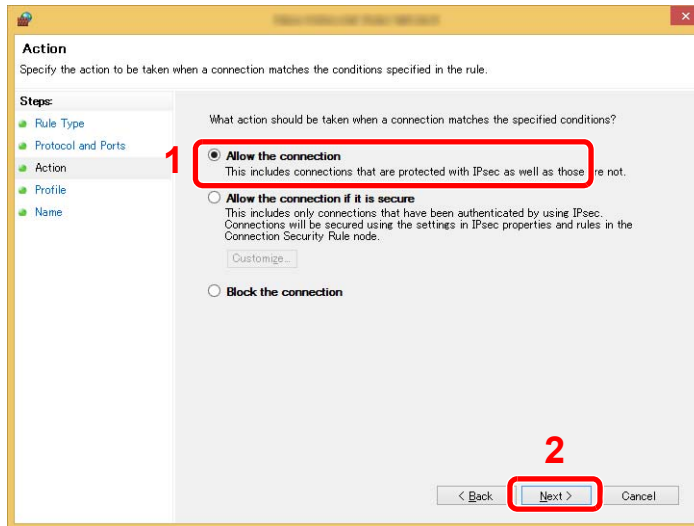 Action
Specify the action to be taken when a connection matches the conditions specified in the rule.
Steps:
Rule Type
Protocol and Ports
Action
Profile
Name
What action should be taken when a connection matches the specified conditions?
1
Allow the connection
This includes connections that are protected with IPsec as well as those are not.
Allow the connection if it is secure
This includes only connections that have been authenticated by using IPsec.
Connections will be secured using the settings in IPsec properties and rules in the
Connection Security Rule node.
Customize...
Block the connection
2
< Back
Next >
Cancel